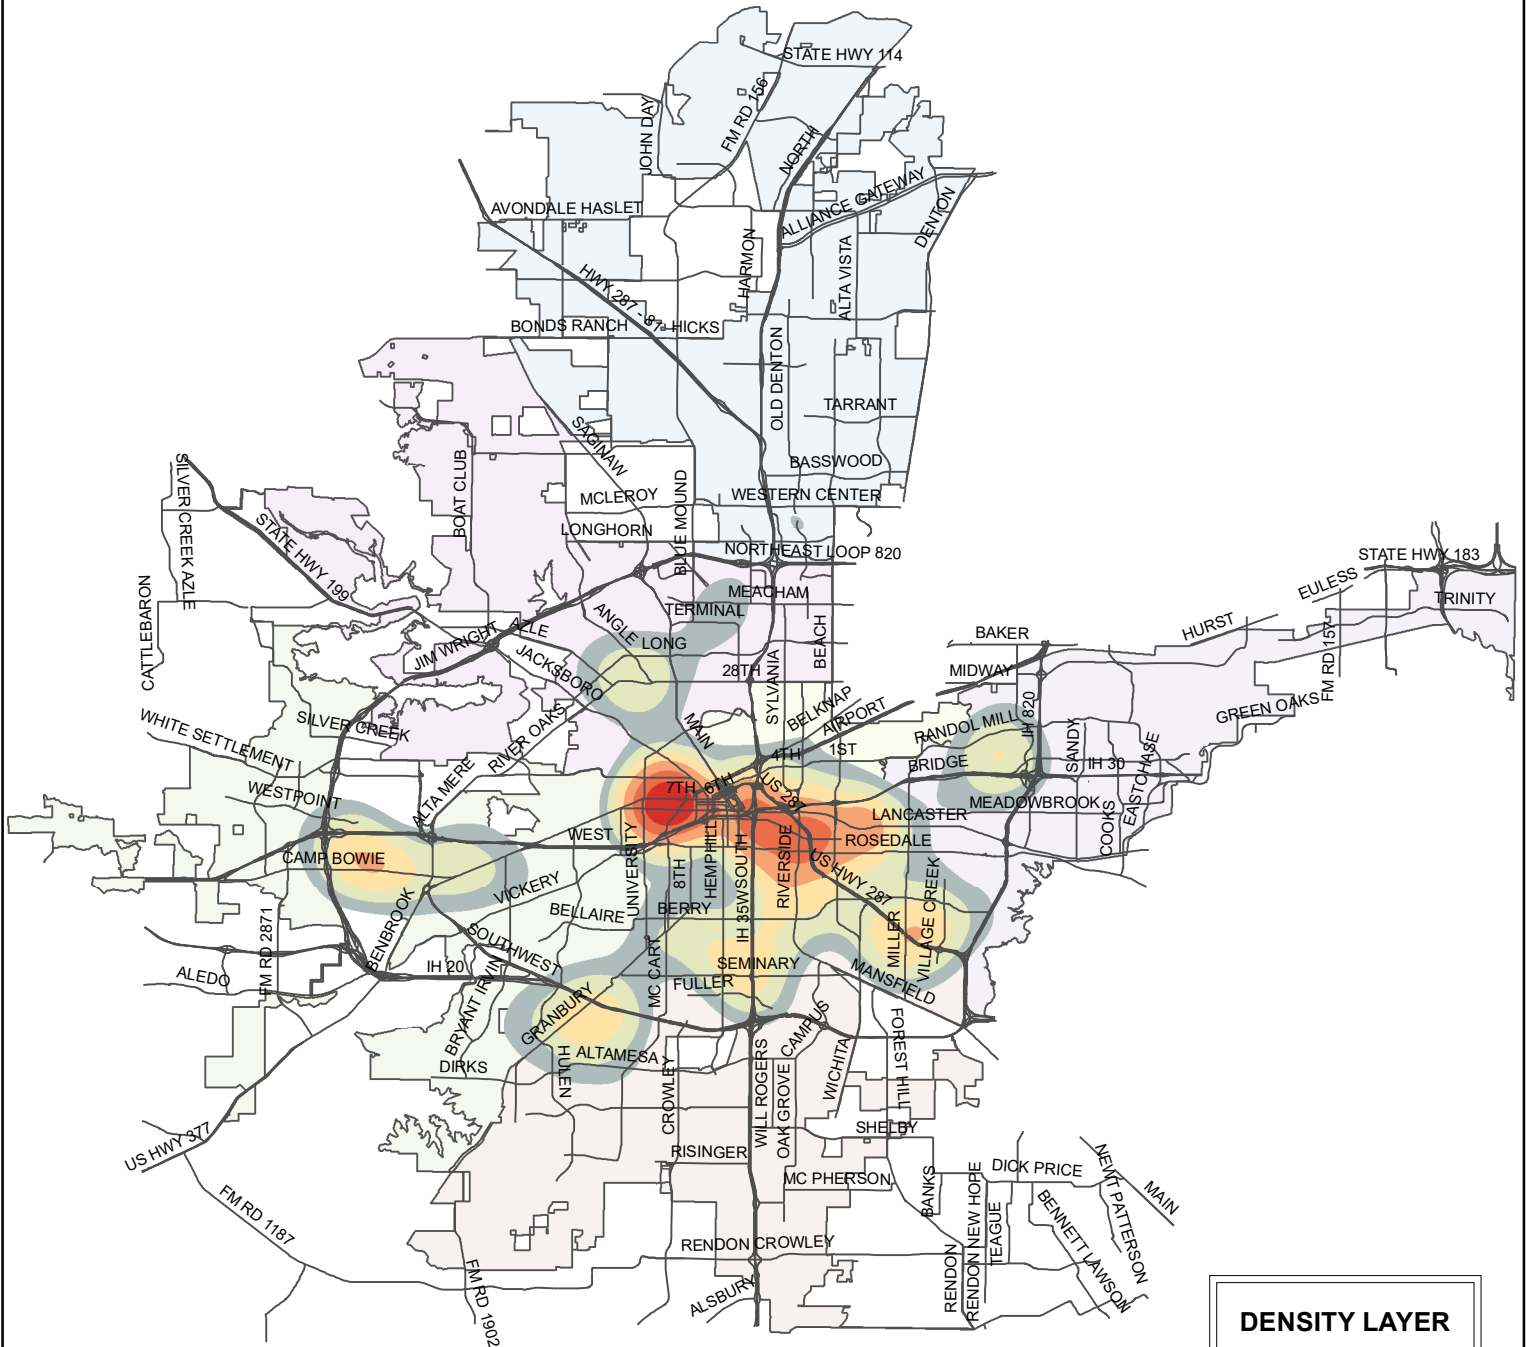 STATE HWY 114
JOHN DAY
FM RD 156
NORTH
ALLIANCE GATEWAY
AVONDALE HASLET
DENTON
HARMON
ALTA VISTA
HWY 287 - 81
BONDS RANCH
HICKS
OLD DENTON
TARRANT
SAGINAW
BASSWOOD
SILVER CREEK AZLE
BOAT CLUB
MCLEROY
BLUE MOUND
WESTERN CENTER
STATE HWY 199
LONGHORN
NORTHEAST LOOP 820
STATE HWY 183
EULESS
TRINITY
CATTLEBARON
MEACHAM
TERMINAL
ANGLE
LONG
BEACH
JIM WRIGHT
AZLE
JACKSBORO
28TH
SYLVANIA
BAKER
HURST
FM RD 157
MIDWAY
WHITE SETTLEMENT
SILVER CREEK
RIVER OAKS
MAIN
BELKNAP
AIRPORT
RANDOL MILL
IH 820
GREEN OAKS
4TH
1ST
BRIDGE
SANDY
IH 30
EASTCHASE
WESTPOINT
ALTA MERE
7TH
6TH
US 287
MEADOWBROOK
COOKS
LANCASTER
WEST
ROSEDALE
CAMP BOWIE
UNIVERSITY
8TH
HEMPHILL
IH 35WSOUTH
RIVERSIDE
US HWY 287
VICKERY
BELLAIRE
BERRY
MILLER
VILLAGE CREEK
FM RD 2871
BENBROOK
SOUTHWEST
ALEDO
IH 20
BRYANT IRVIN
MC CART
SEMINARY
FULLER
MANSFIELD
GRANBURY
CAMPUS
DIRKS
HULEN
ALTAMESA
CROWLEY
WILL ROGERS
OAK GROVE
WICHITA
FOREST HILL
US HWY 377
SHELBY
RISINGER
MC PHERSON
BANKS
RENDON NEW HOPE
DICK PRICE
NEWT PATTERSON
MAIN
FM RD 1187
TEAGUE
BENNETT LAWSON
RENDON CROWLEY
RENDON
FM RD 1902
ALSBURY
DENSITY LAYER